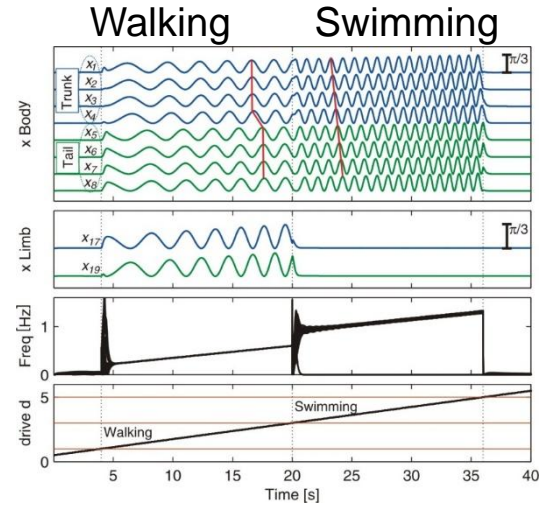 Walking Swimming
x Body
Trunk
Tail
x1
x2
x3
x4
x5
x6
x7
x8
π/3
x Limb
x17
x19
π/3
Freq [Hz]
1
0
drive d
5
0
Walking
Swimming
5 10 15 20 25 30 35 40
Time [s]